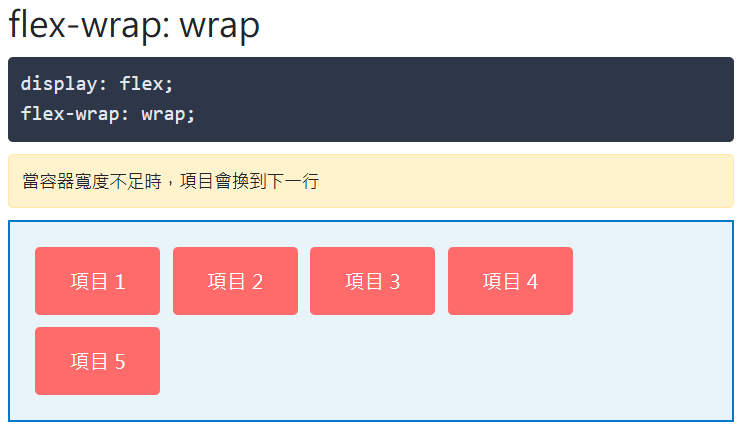 flex-wrap: wrap
display: flex;
flex-wrap: wrap;
當容器寬度不足時，項目會換到下一行
項目 1
項目 2
項目 3
項目 4
項目 5